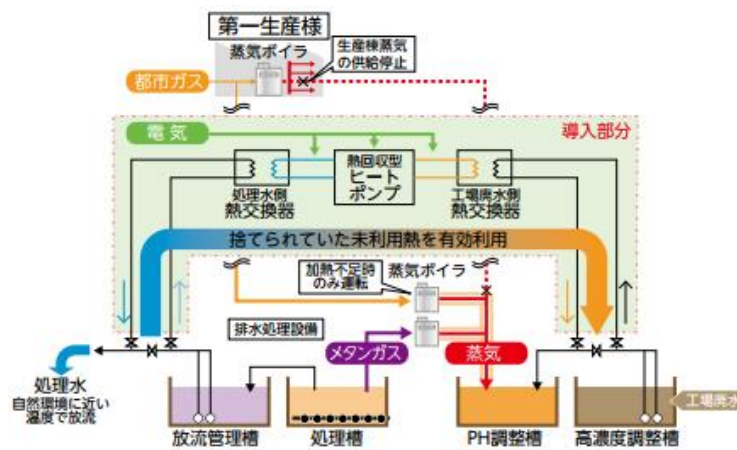 第一生産様
蒸気ボイラ
生産棟蒸気
の供給停止
都市ガス
電気
導入部分
熱回収型
ヒート
ポンプ
処理水側
熱交換器
工場廃水側
熱交換器
捨てられていた未利用熱を有効利用
加熱不足時
のみ運転
蒸気ボイラ
排水処理設備
メタンガス
蒸気
処理水
自然環境に近い
温度で放流
工場廃水
放流管理槽
処理槽
PH調整槽
高濃度調整槽